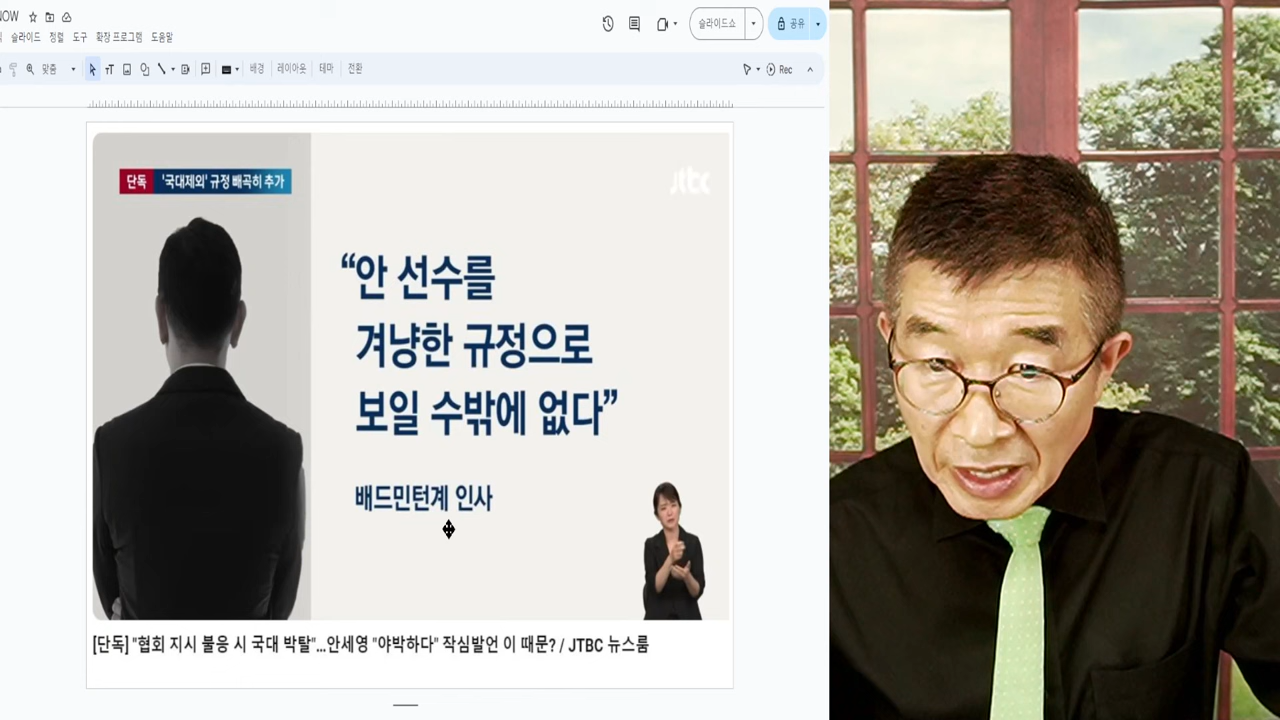 NOW
슬라이드 정렬 도구 확장 프로그램 도움말
슬라이드쇼
공유
맞춤
배경 레이아웃 테마 전환
Rec
단독 '국대제외' 규정 빼곡히 추가
jtbc
“안 선수를
겨냥한 규정으로
보일 수밖에 없다”
배드민턴계 인사
[단독] "협회 지시 불응 시 국대 박탈"...안세영 "야박하다" 작심발언 이 때문? / JTBC 뉴스룸